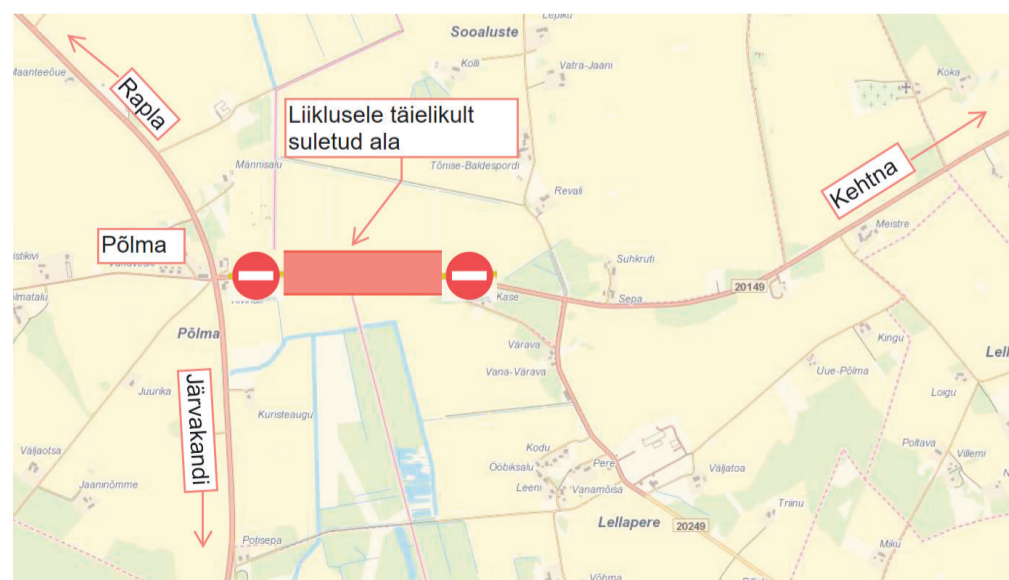 Lepiku
Sooaluste
Kolli
Vatra-Jaani
Maanteeõue
Koka
Rapla
Liiklusele täielikult
suletud ala
Männisalu
Tõnise-Baldespordi
Revali
Kehtna
Meistre
Põlma
Suhkruti
20149
Kase
Sepa
Põlma
Värava
Vana-Värava
Kingu
Uue-Põlma
Juurika
Järvakandi
Kuristeaugu
Loigu
Väljaotsa
Kodu
Ööbiksalu
Pere
Väljatoa
Poltava
Villemi
Jaaninõmme
Leeni
Vanamõisa
Triinu
Lellapere
20249
Potisepa
Miku
Võhma